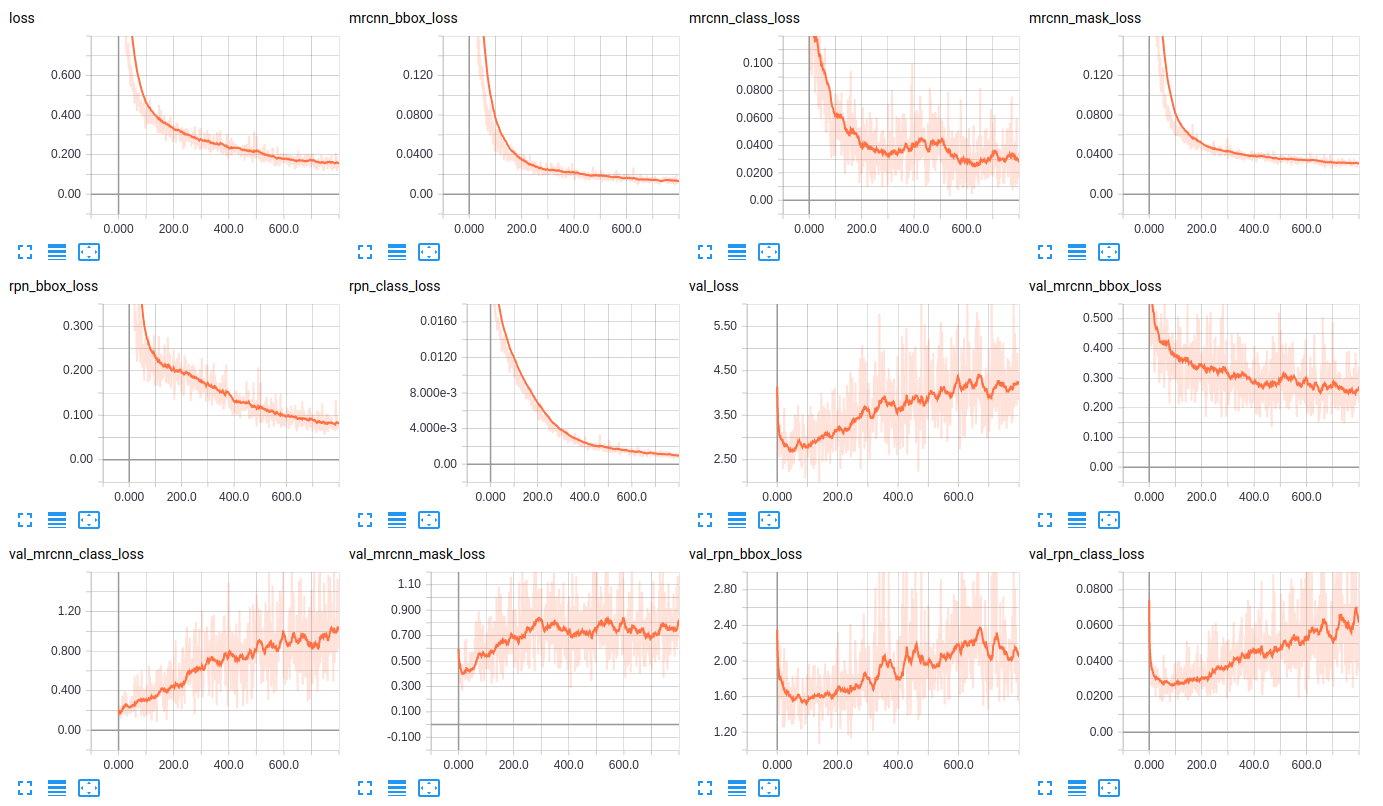 loss
mrcnn_bbox_loss
mrcnn_class_loss
mrcnn_mask_loss
0.600
0.400
0.200
0.00
0.000 200.0 400.0 600.0
0.120
0.0800
0.0400
0.00
0.000 200.0 400.0 600.0
0.100
0.0800
0.0600
0.0400
0.0200
0.00
0.000 200.0 400.0 600.0
0.120
0.0800
0.0400
0.00
0.000 200.0 400.0 600.0
rpn_bbox_loss
rpn_class_loss
val_loss
val_mrcnn_bbox_loss
0.300
0.200
0.100
0.00
0.000 200.0 400.0 600.0
0.0160
0.0120
8.000e-3
4.000e-3
0.00
0.000 200.0 400.0 600.0
5.50
4.50
3.50
2.50
0.000 200.0 400.0 600.0
0.500
0.400
0.300
0.200
0.100
0.00
0.000 200.0 400.0 600.0
val_mrcnn_class_loss
val_mrcnn_mask_loss
val_rpn_bbox_loss
val_rpn_class_loss
1.20
0.800
0.400
0.00
0.000 200.0 400.0 600.0
1.10
0.900
0.700
0.500
0.300
0.100
-0.100
0.000 200.0 400.0 600.0
2.80
2.40
2.00
1.60
1.20
0.000 200.0 400.0 600.0
0.0800
0.0600
0.0400
0.0200
0.00
0.000 200.0 400.0 600.0